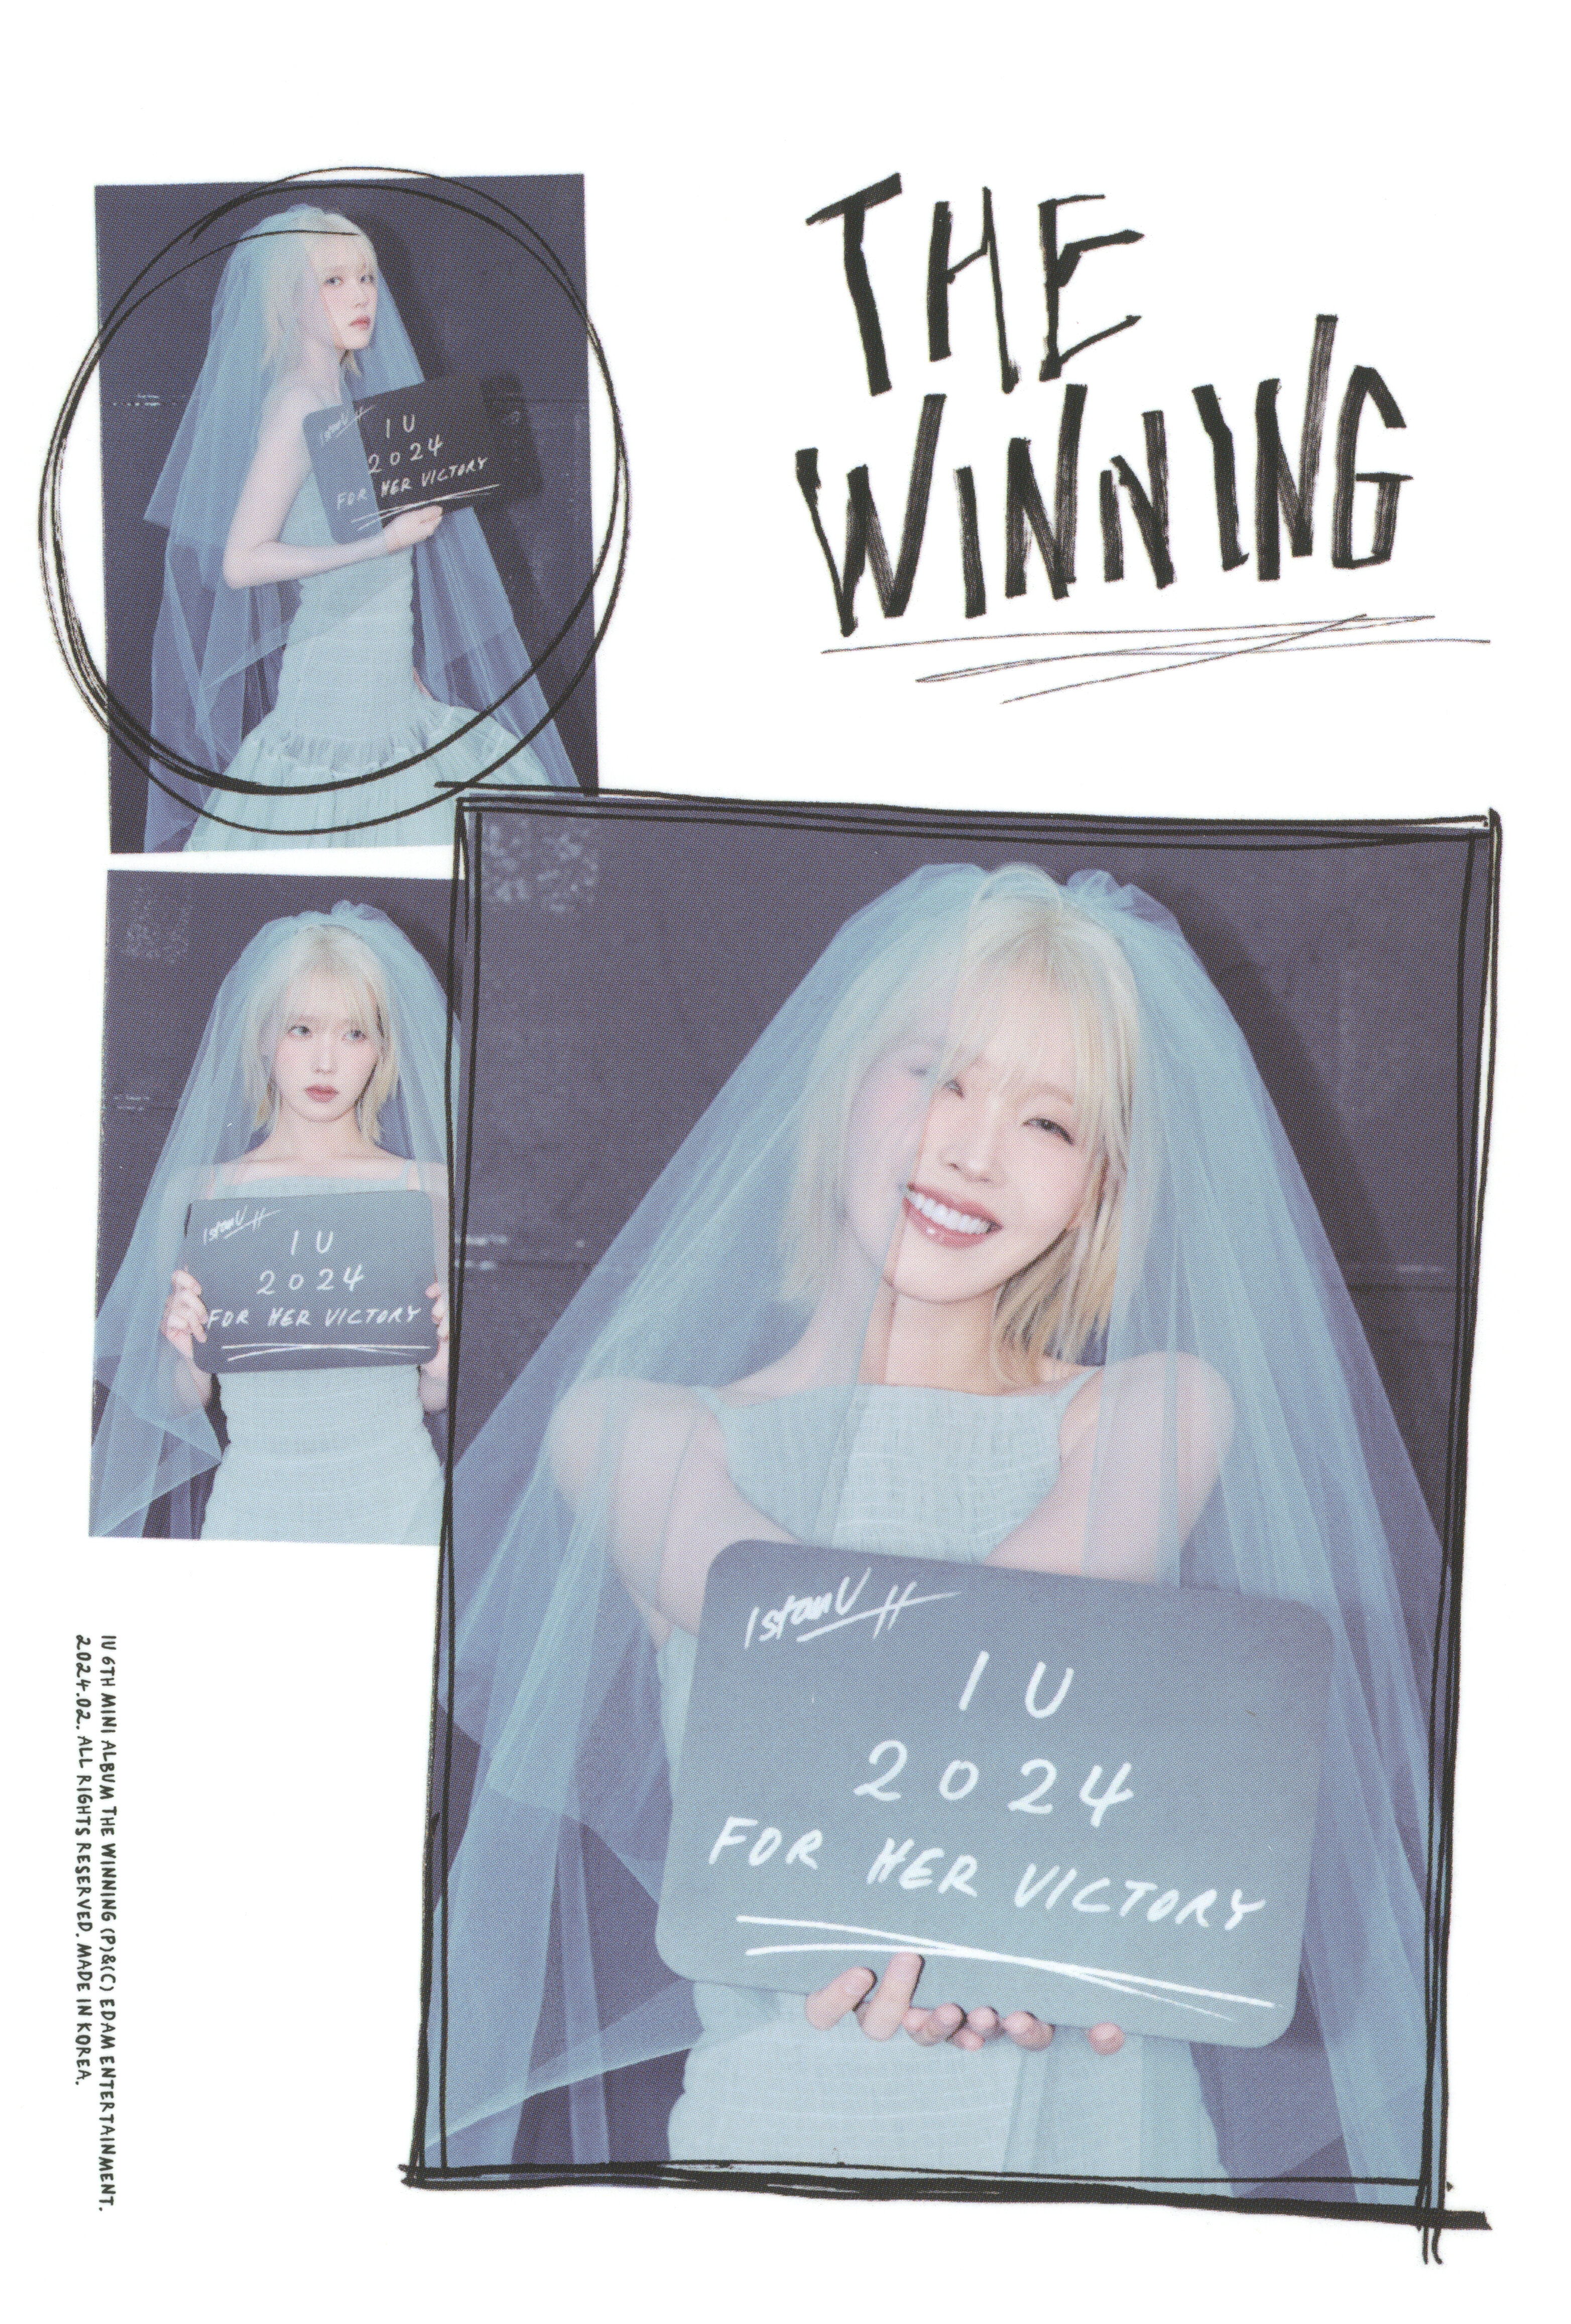 THE
WINNING
IstanU
IU
2024
FOR HER VICTORY
IstanU
IU
2024
FOR HER VICTORY
IstanU
IU
2024
FOR HER VICTORY
IU 6TH MINI ALBUM THE WINNING (P)&(C) EDAM ENTERTAINMENT.
2024.02. ALL RIGHTS RESERVED. MADE IN KOREA.